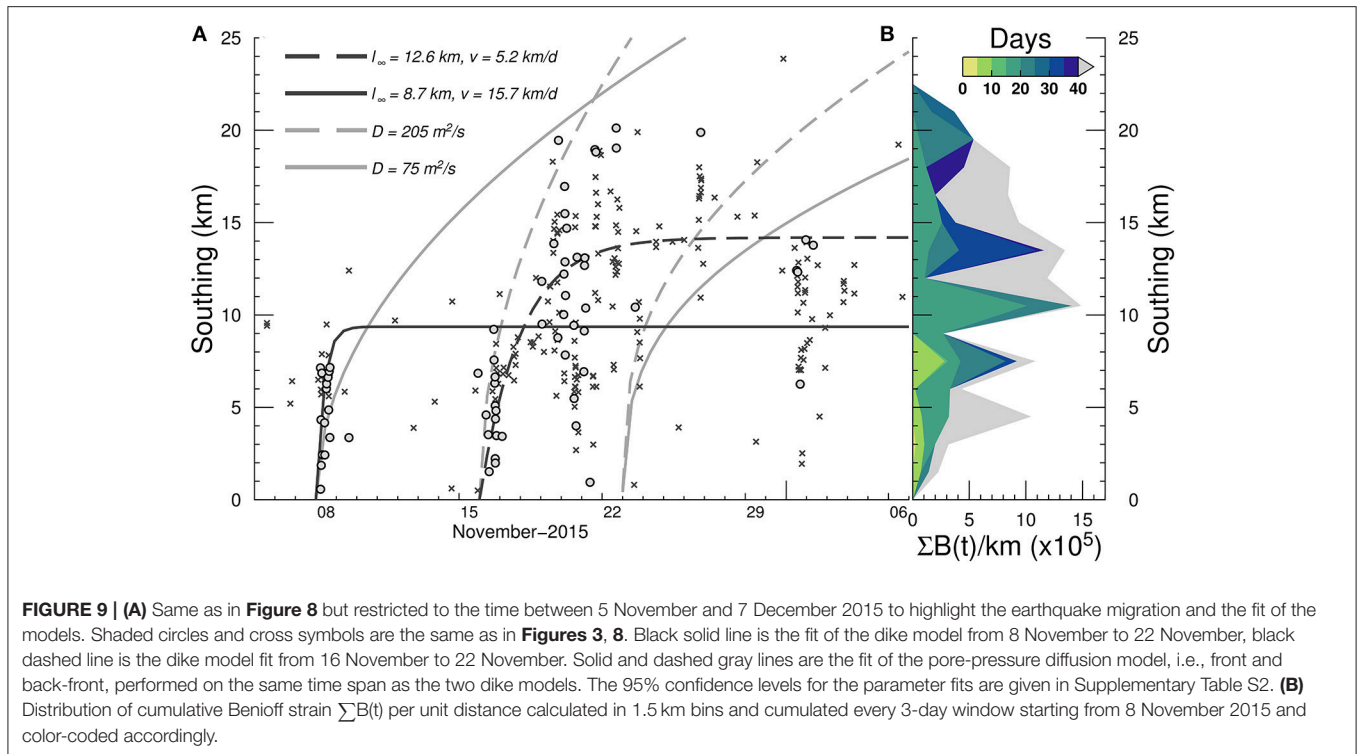 A
B
25
20
15
10
5
0
Southing (km)
l∞ = 12.6 km, v = 5.2 km/d
l∞ = 8.7 km, v = 15.7 km/d
D = 205 m²/s
D = 75 m²/s
08 15 22 29 06
November−2015
Days
0 10 20 30 40
0 5 10 15
ΣB(t)/km (x10⁵)
25
20
15
10
5
0
Southing (km)
FIGURE 9 | (A) Same as in Figure 8 but restricted to the time between 5 November and 7 December 2015 to highlight the earthquake migration and the fit of the
models. Shaded circles and cross symbols are the same as in Figures 3, 8. Black solid line is the fit of the dike model from 8 November to 22 November, black
dashed line is the dike model fit from 16 November to 22 November. Solid and dashed gray lines are the fit of the pore-pressure diffusion model, i.e., front and
back-front, performed on the same time span as the two dike models. The 95% confidence levels for the parameter fits are given in Supplementary Table S2. (B)
Distribution of cumulative Benioff strain ∑B(t) per unit distance calculated in 1.5 km bins and cumulated every 3-day window starting from 8 November 2015 and
color-coded accordingly.